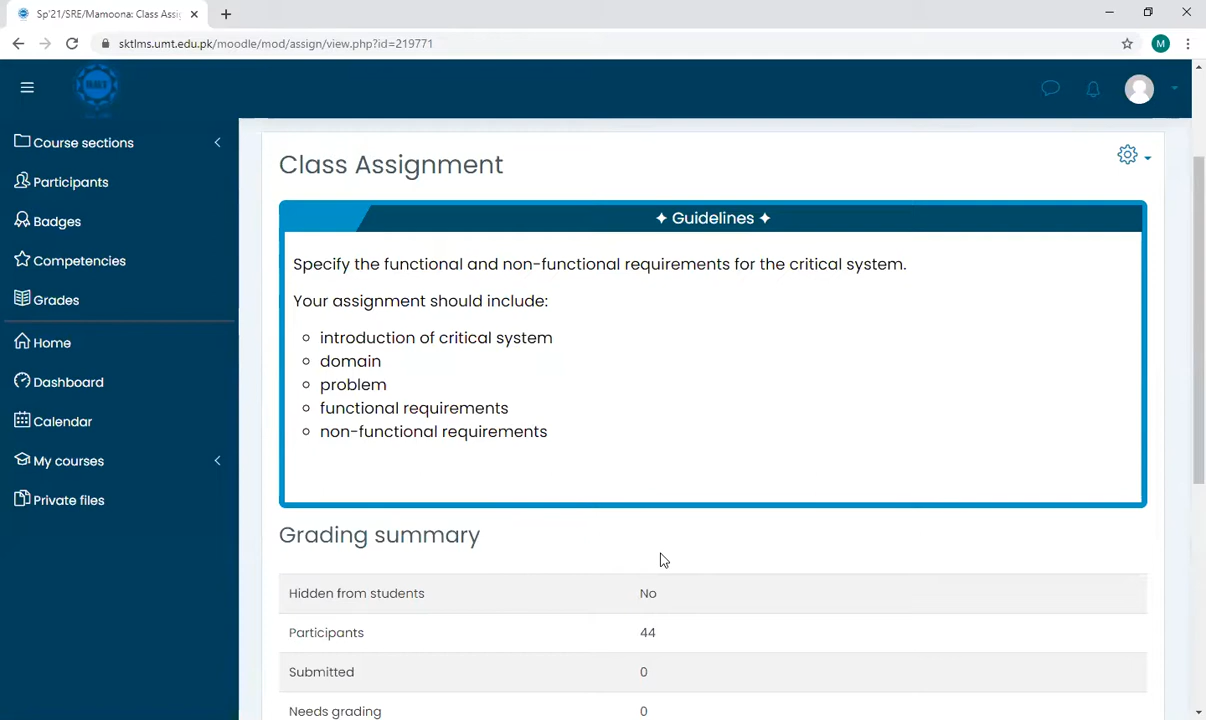 Sp'21/SRE/Mamoona: Class Assi
sktlms.umt.edu.pk/moodle/mod/assign/view.php?id=219771
M
UMT
Course sections
Participants
Badges
Competencies
Grades
Home
Dashboard
Calendar
My courses
Private files
Class Assignment
✦ Guidelines ✦
Specify the functional and non-functional requirements for the critical system.
Your assignment should include:
introduction of critical system
domain
problem
functional requirements
non-functional requirements
Grading summary
Hidden from students No
Participants 44
Submitted 0
Needs grading 0